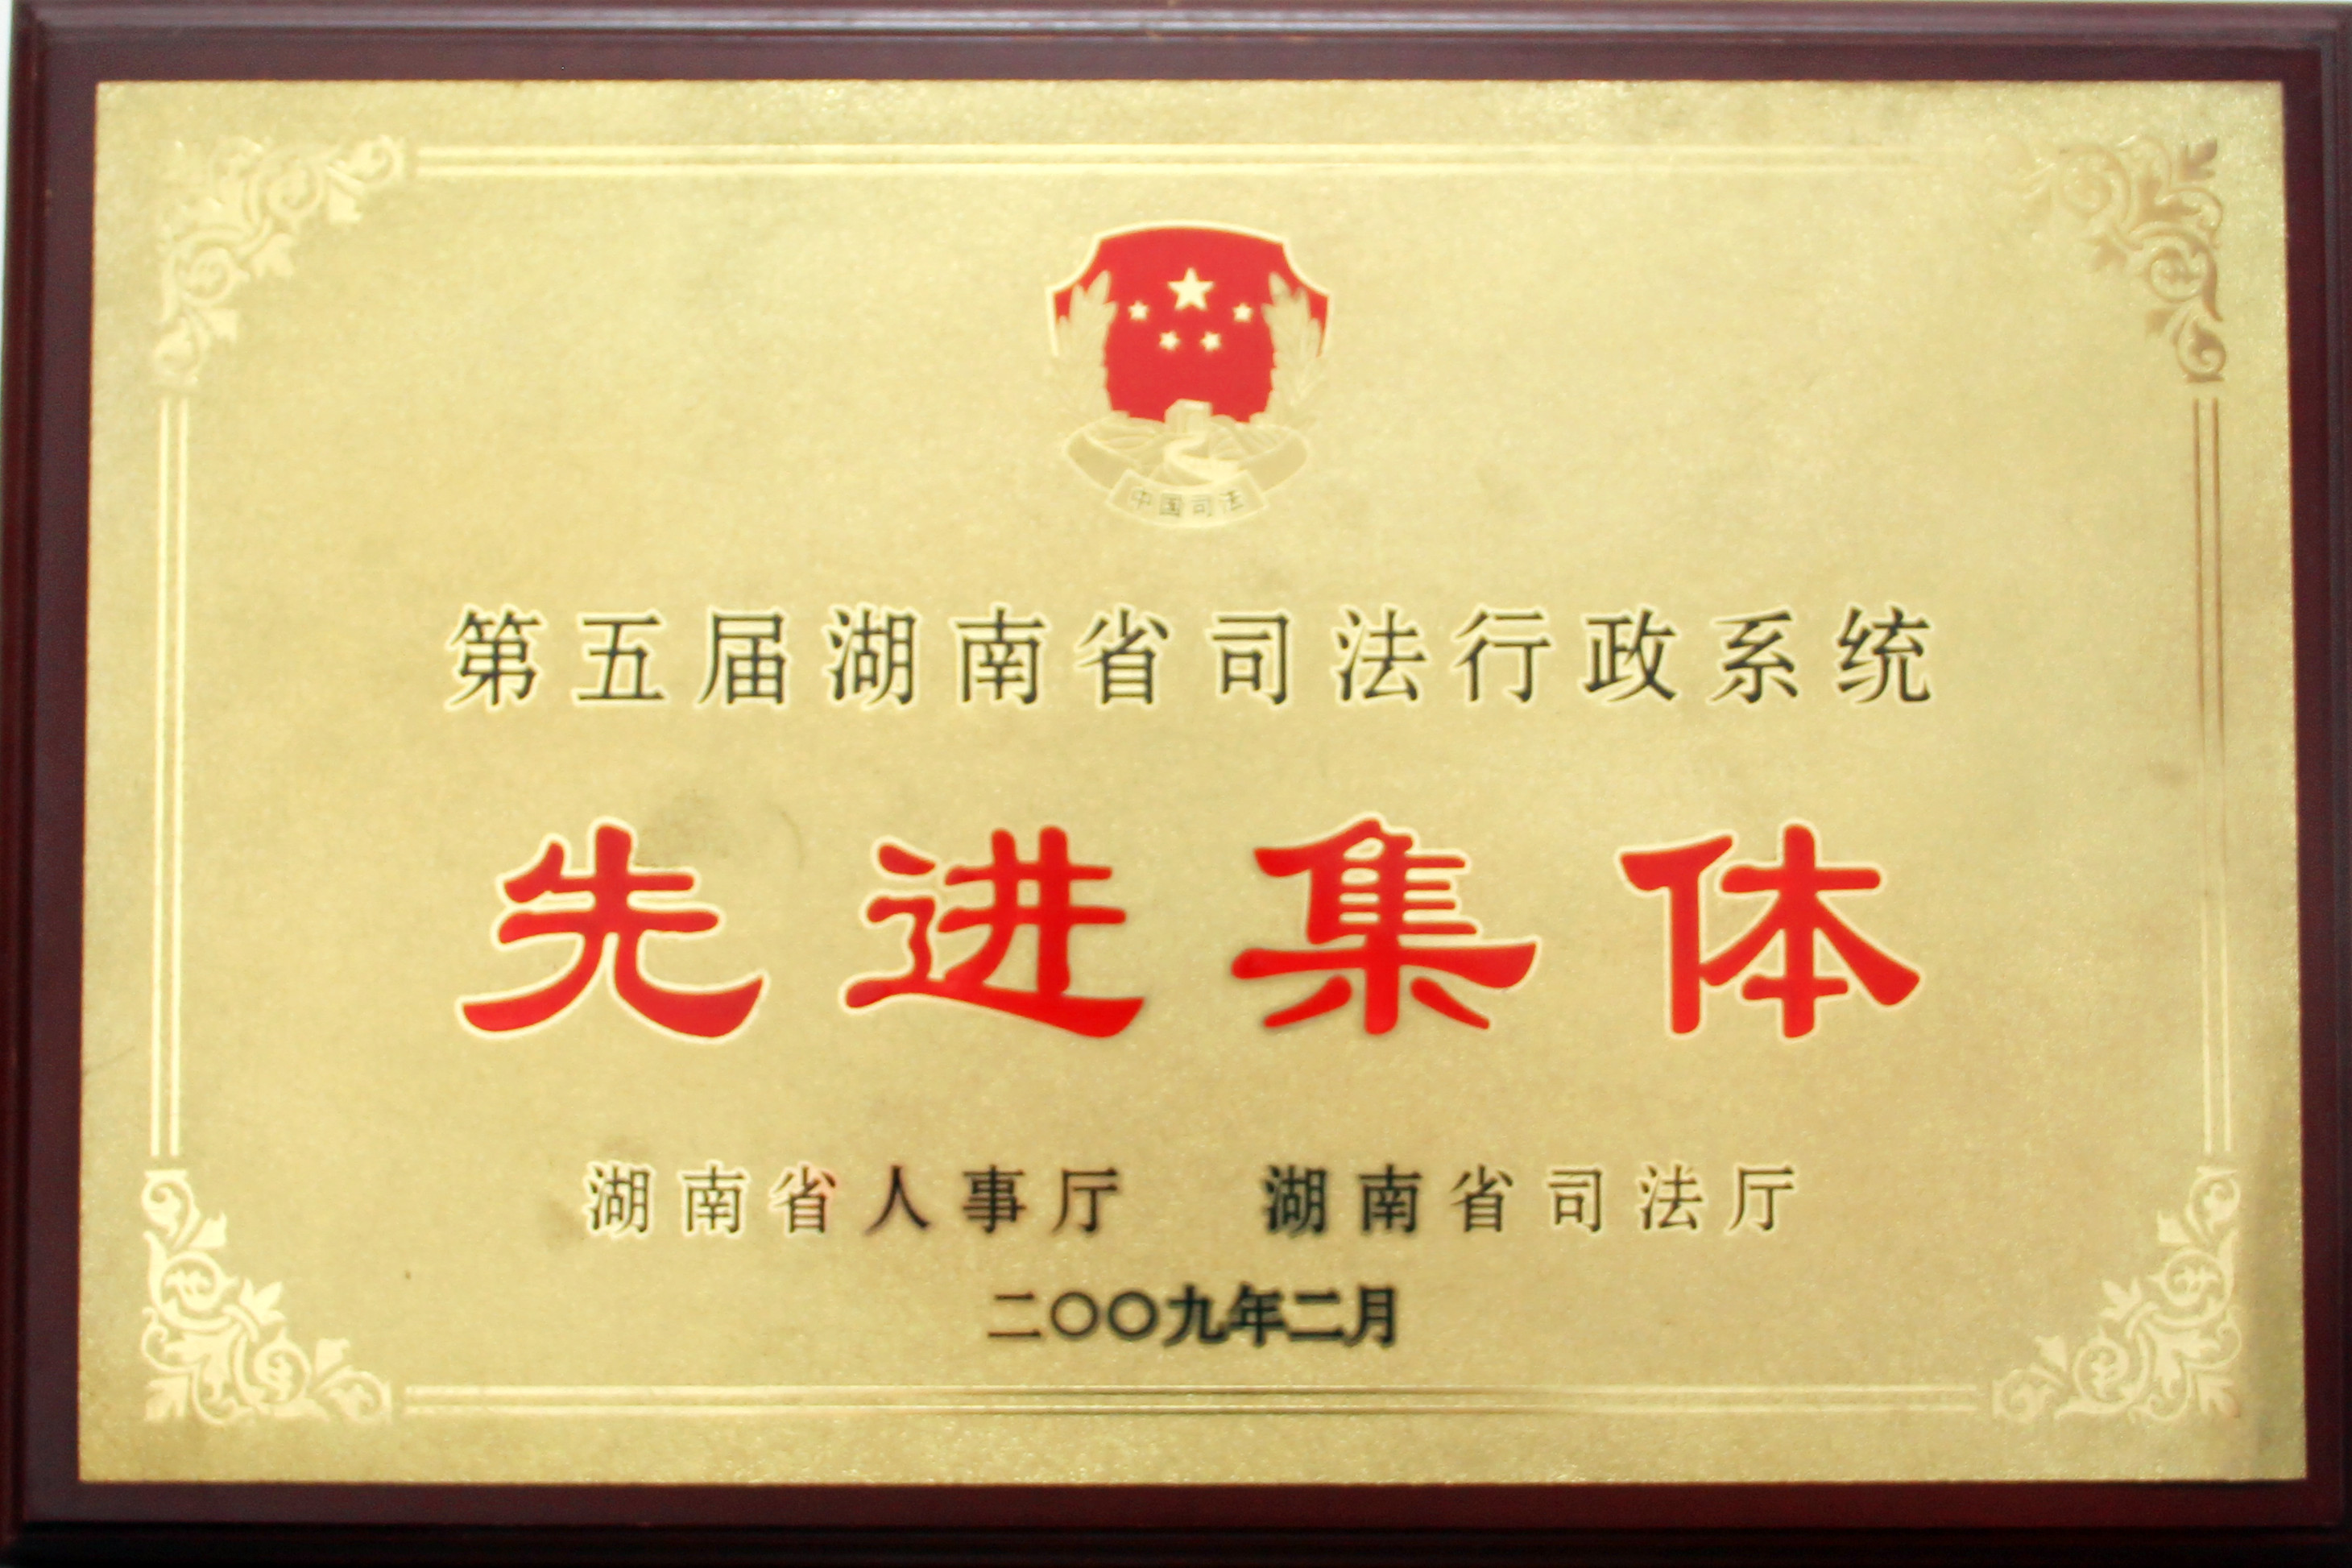 中国司法
第五届湖南省司法行政系统
先进集体
湖南省人事厅 湖南省司法厅
二〇〇九年二月